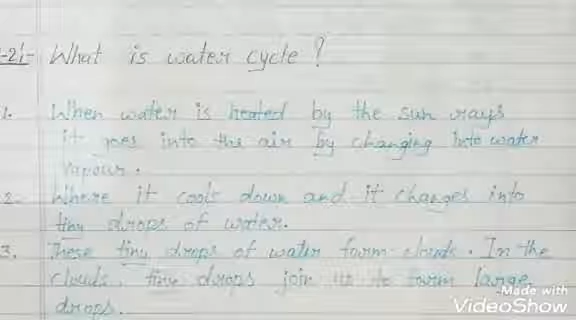 -2:- What is water cycle?
1. When water is heated by the sun rays
it goes into the air by changing into water
vapour.
2. Where it cools down and it changes into
tiny drops of water.
3. These tiny drops of water form clouds. In the
clouds, tiny drops join up to form large
drops.
Made with
VideoShow